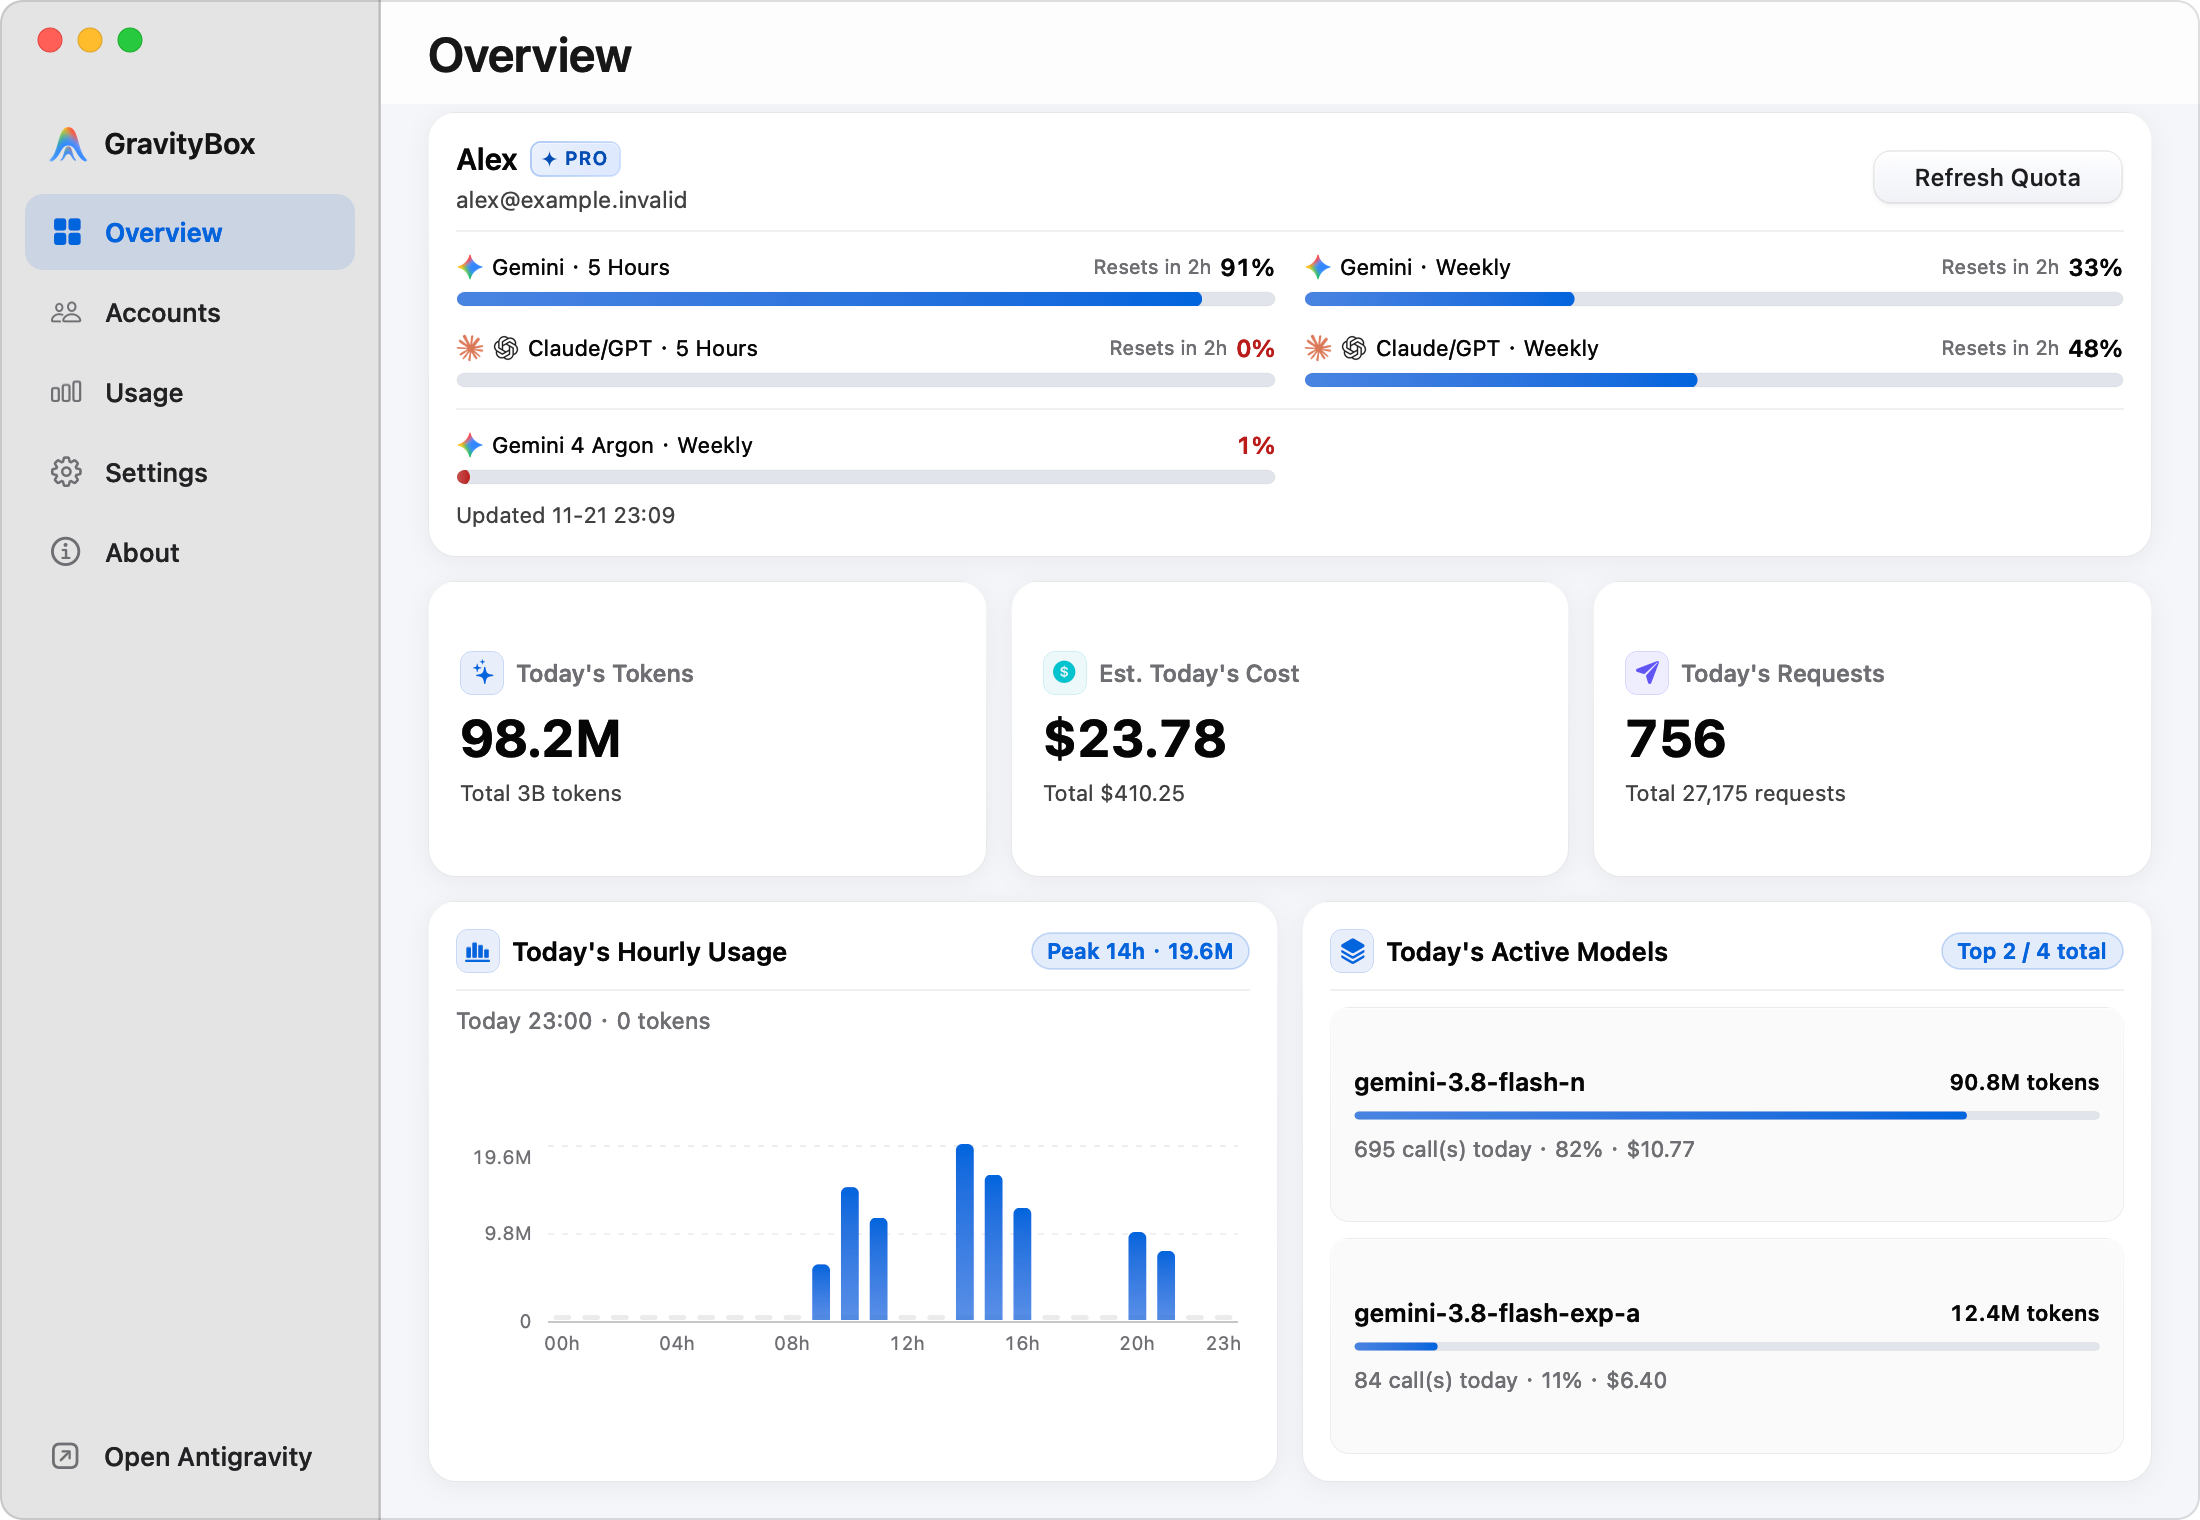 Overview
GravityBox
Overview
Accounts
Usage
Settings
About
Open Antigravity
Alex PRO
alex@example.invalid
Refresh Quota
Gemini · 5 Hours Resets in 2h 91%
Gemini · Weekly Resets in 2h 33%
Claude/GPT · 5 Hours Resets in 2h 0%
Claude/GPT · Weekly Resets in 2h 48%
Gemini 4 Argon · Weekly 1%
Updated 11-21 23:09
Today's Tokens
98.2M
Total 3B tokens
Est. Today's Cost
$23.78
Total $410.25
Today's Requests
756
Total 27,175 requests
Today's Hourly Usage Peak 14h · 19.6M
Today 23:00 · 0 tokens
19.6M
9.8M
0
00h 04h 08h 12h 16h 20h 23h
Today's Active Models Top 2 / 4 total
gemini-3.8-flash-n 90.8M tokens
695 call(s) today · 82% · $10.77
gemini-3.8-flash-exp-a 12.4M tokens
84 call(s) today · 11% · $6.40